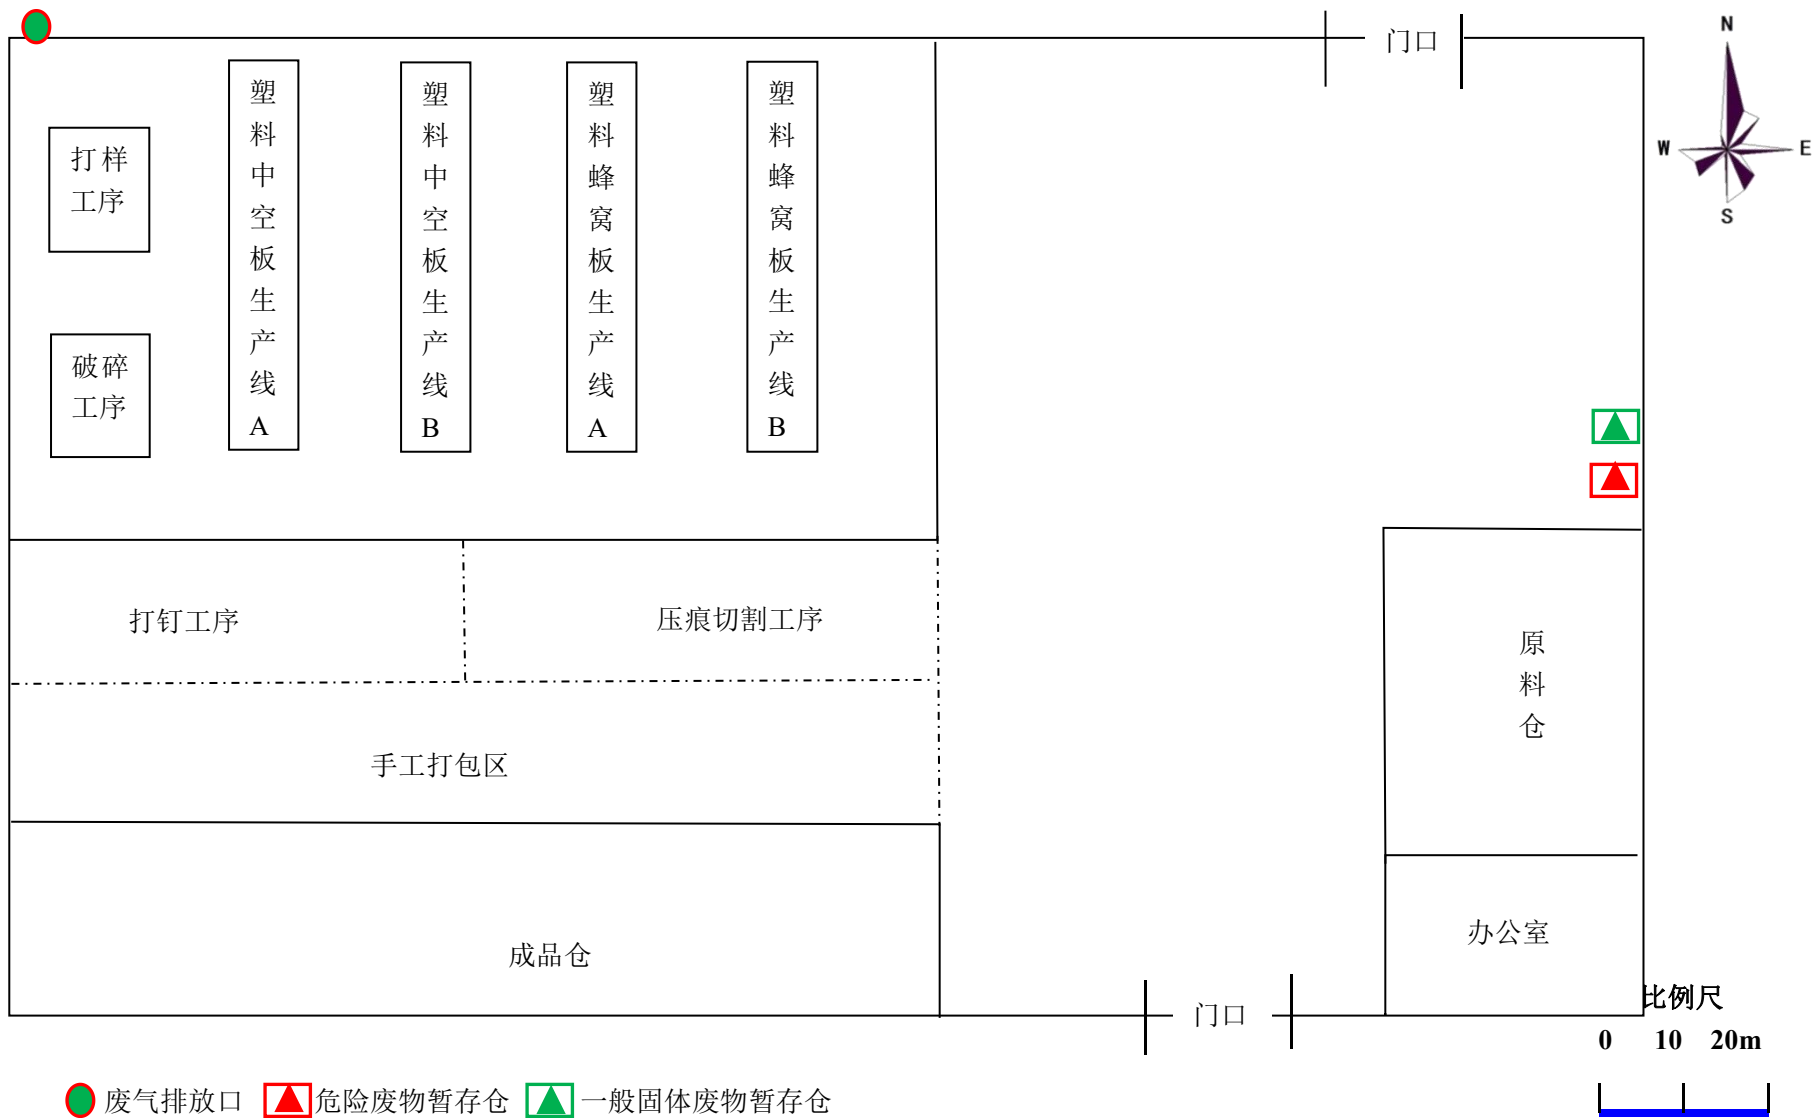 门口
N
W
E
S
打样
工序
破碎
工序
塑料中空板生产线A
塑料中空板生产线B
塑料蜂窝板生产线A
塑料蜂窝板生产线B
打钉工序
压痕切割工序
手工打包区
成品仓
原料仓
办公室
门口
比例尺
0 10 20m
废气排放口 危险废物暂存仓 一般固体废物暂存仓